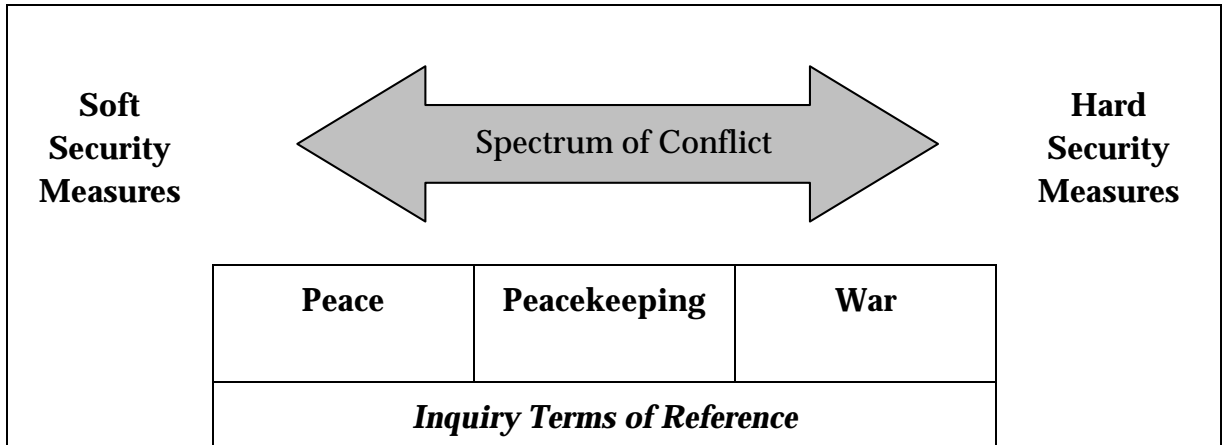 Soft
Security
Measures
Spectrum of Conflict
Hard
Security
Measures
Peace
Peacekeeping
War
Inquiry Terms of Reference